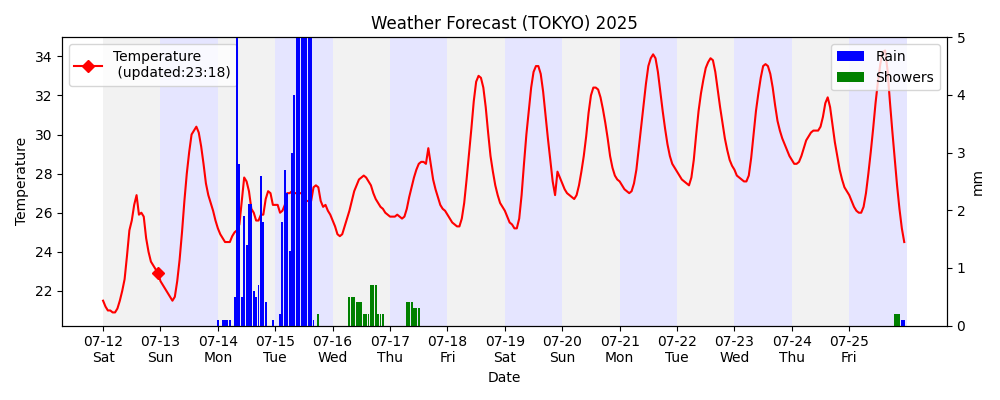 Weather Forecast (TOKYO) 2025
Temperature
(updated:23:18)
Rain
Showers
Temperature
34
32
30
28
26
24
22
5
4
3
2
1
0
mm
07-12 07-13 07-14 07-15 07-16 07-17 07-18 07-19 07-20 07-21 07-22 07-23 07-24 07-25
Sat Sun Mon Tue Wed Thu Fri Sat Sun Mon Tue Wed Thu Fri
Date